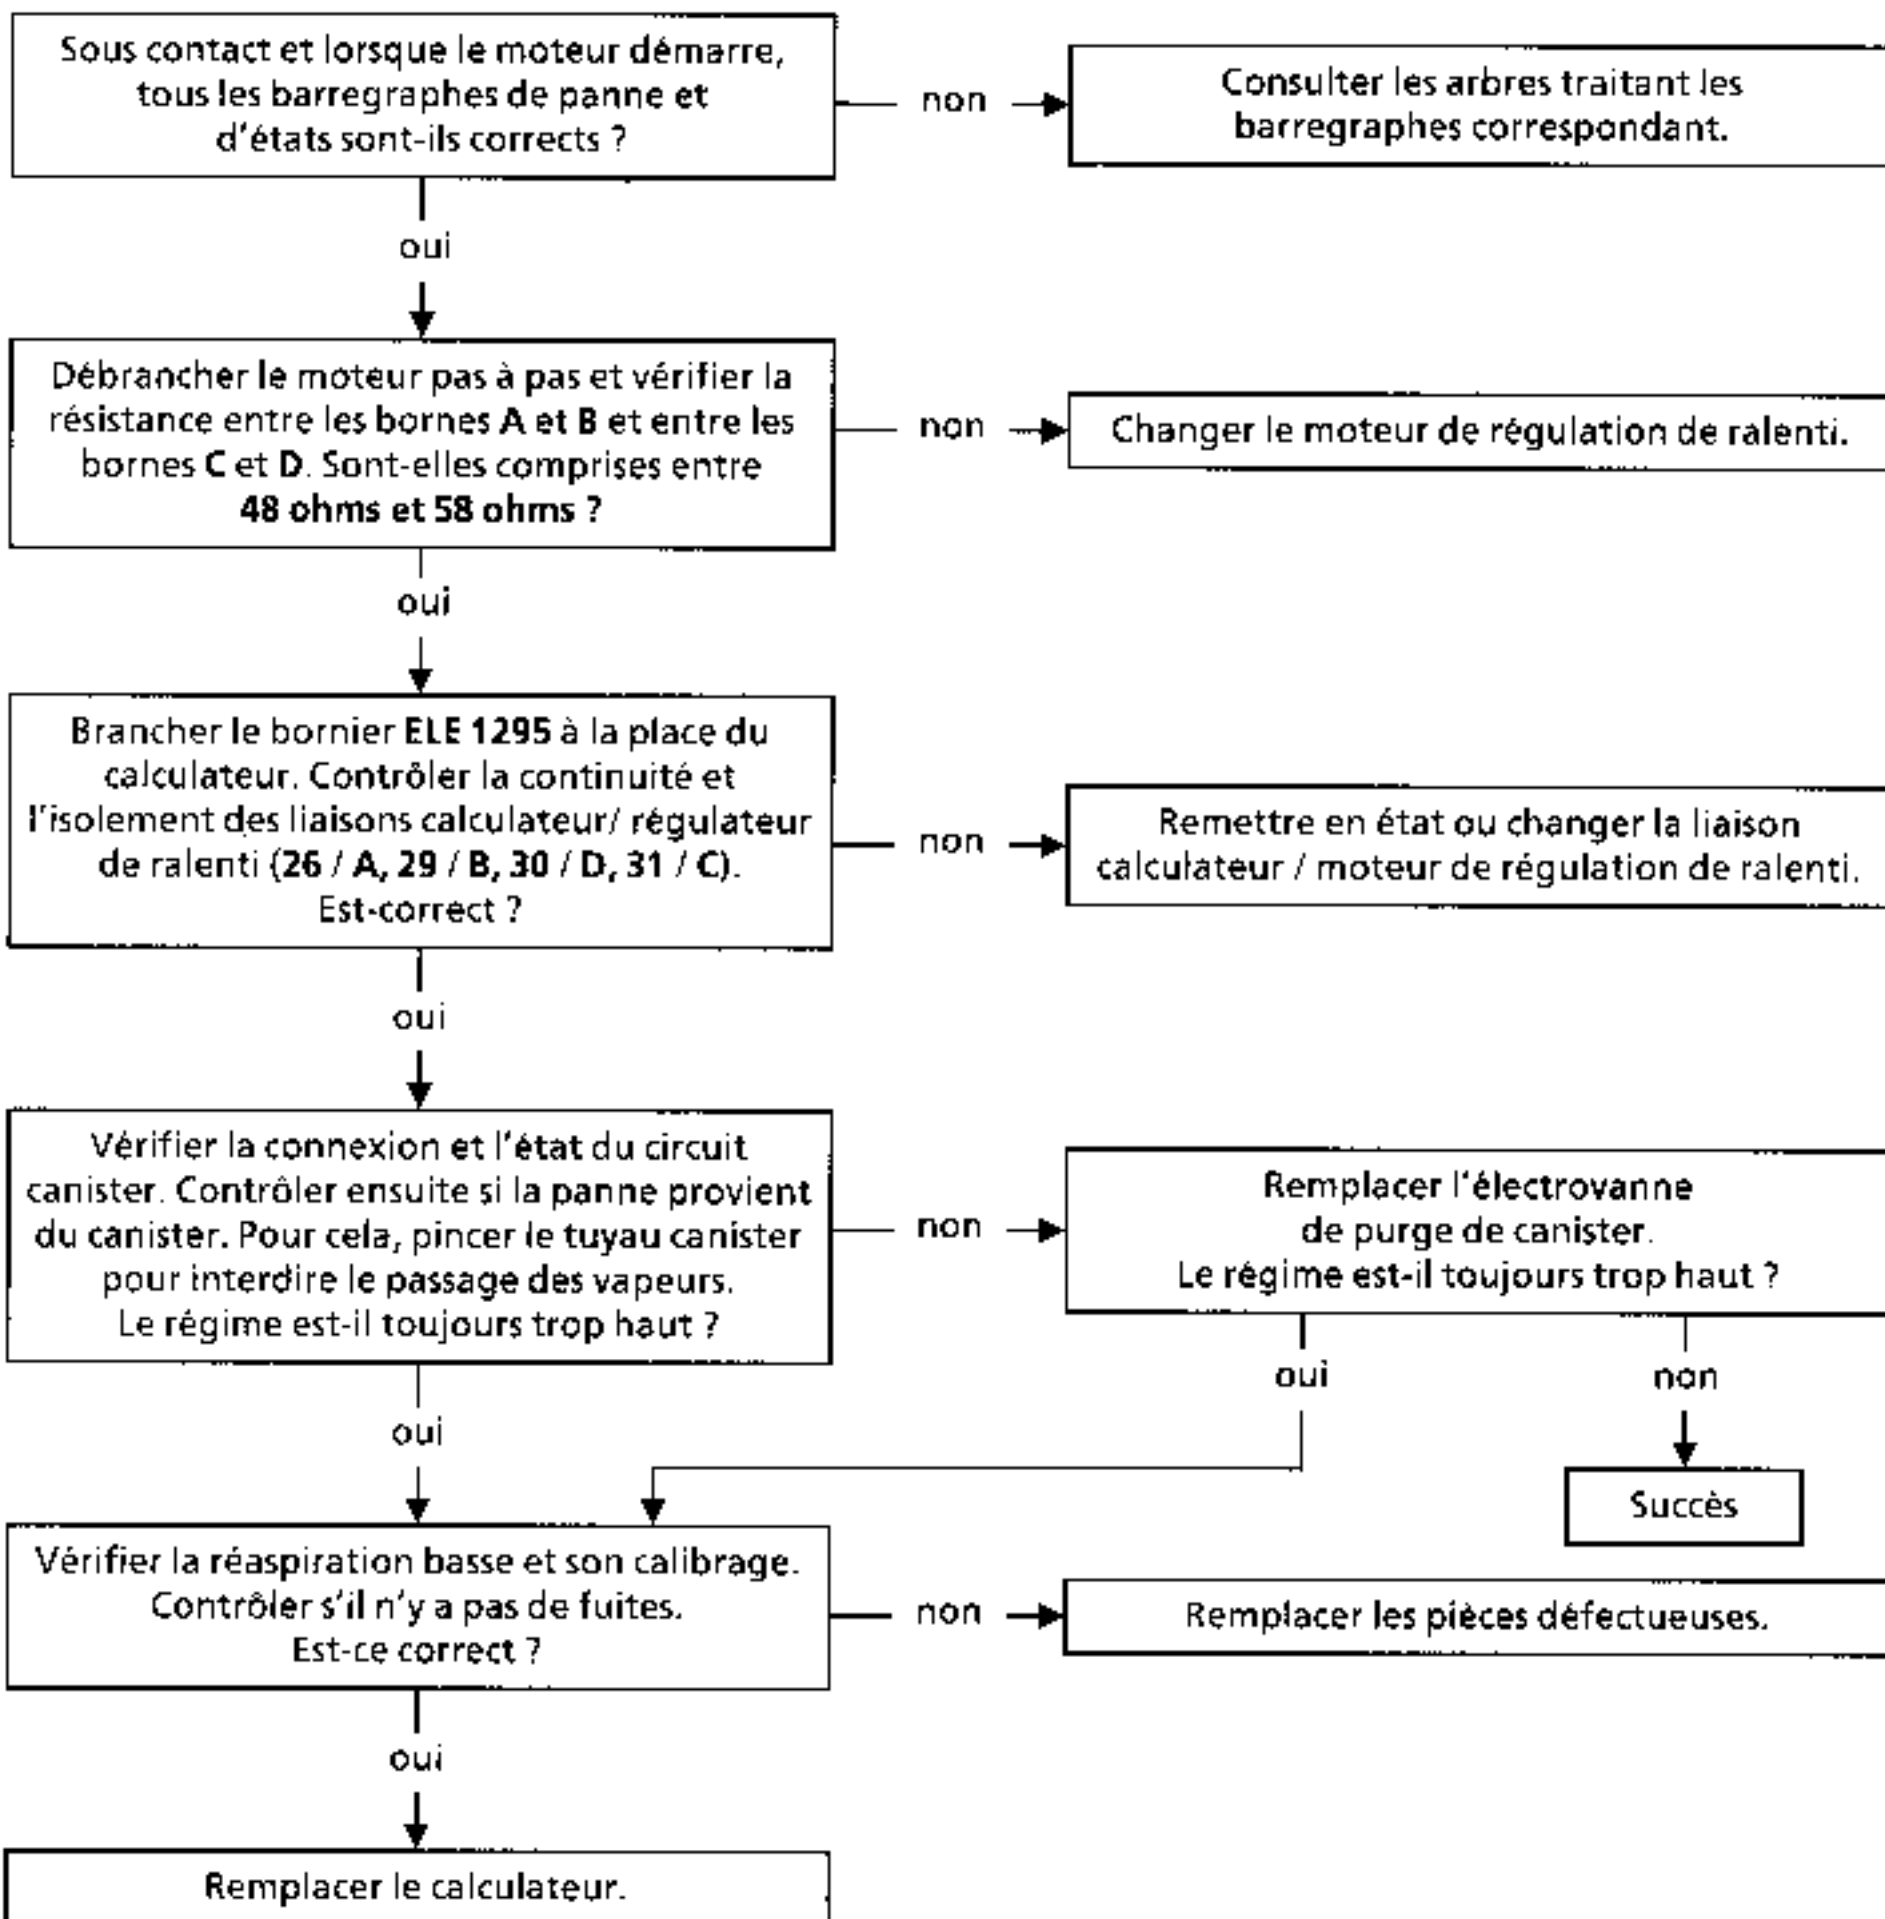 Sous contact et lorsque le moteur démarre,
tous les barregraphes de panne et
d'états sont-ils corrects ?
non
Consulter les arbres traitant les
barregraphes correspondant.
oui
Débrancher le moteur pas à pas et vérifier la
résistance entre les bornes A et B et entre les
bornes C et D. Sont-elles comprises entre
48 ohms et 58 ohms ?
non
Changer le moteur de régulation de ralenti.
oui
Brancher le bornier ELE 1295 à la place du
calculateur. Contrôler la continuité et
l'isolement des liaisons calculateur/ régulateur
de ralenti (26 / A, 29 / B, 30 / D, 31 / C).
Est-correct ?
non
Remettre en état ou changer la liaison
calculateur / moteur de régulation de ralenti.
oui
Vérifier la connexion et l'état du circuit
canister. Contrôler ensuite si la panne provient
du canister. Pour cela, pincer le tuyau canister
pour interdire le passage des vapeurs.
Le régime est-il toujours trop haut ?
non
Remplacer l'électrovanne
de purge de canister.
Le régime est-il toujours trop haut ?
oui
non
oui
Succès
Vérifier la réaspiration basse et son calibrage.
Contrôler s'il n'y a pas de fuites.
Est-ce correct ?
non
Remplacer les pièces défectueuses.
oui
Remplacer le calculateur.